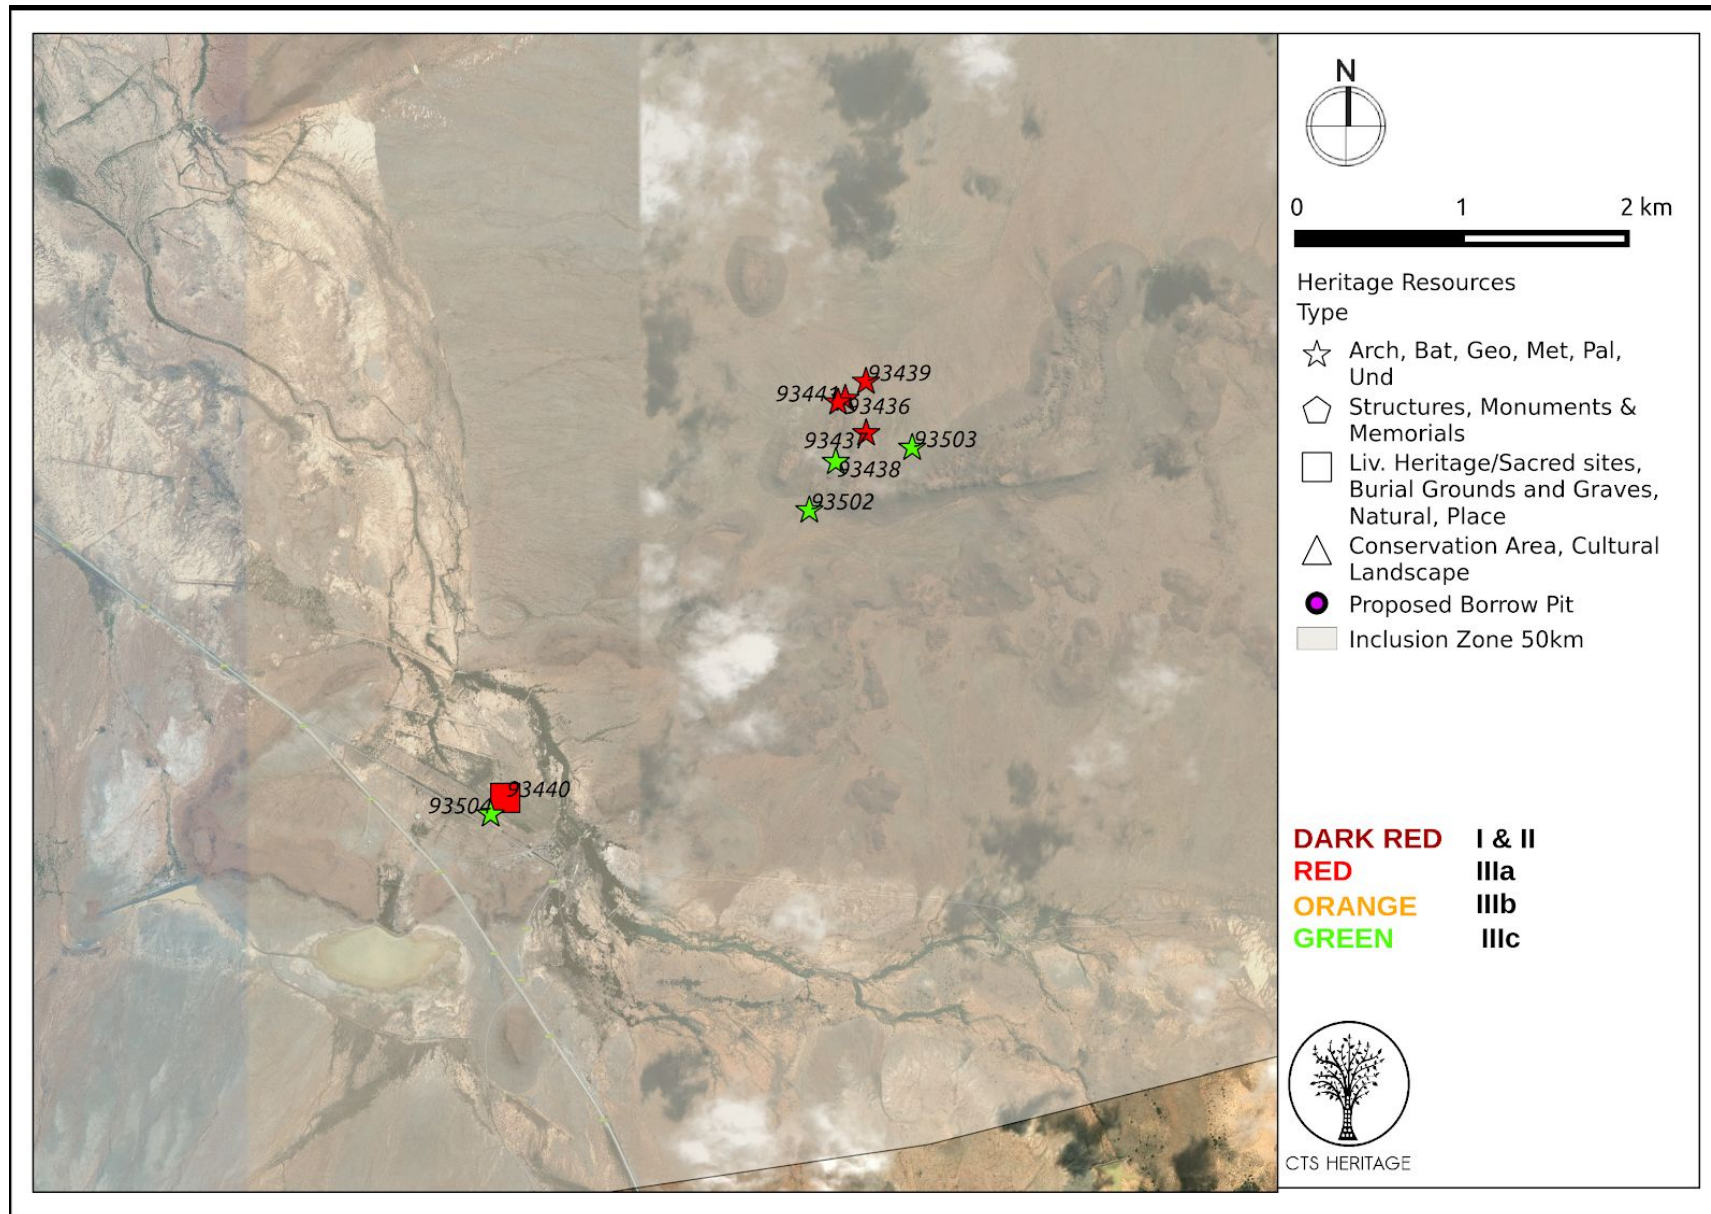 N
0 1 2 km
Heritage Resources
Type
Arch, Bat, Geo, Met, Pal,
Und
Structures, Monuments &
Memorials
Liv. Heritage/Sacred sites,
Burial Grounds and Graves,
Natural, Place
Conservation Area, Cultural
Landscape
Proposed Borrow Pit
Inclusion Zone 50km
93439
93441
93436
93437
93503
93438
93502
93440
93504
DARK RED I & II
RED IIIa
ORANGE IIIb
GREEN IIIc
CTS HERITAGE